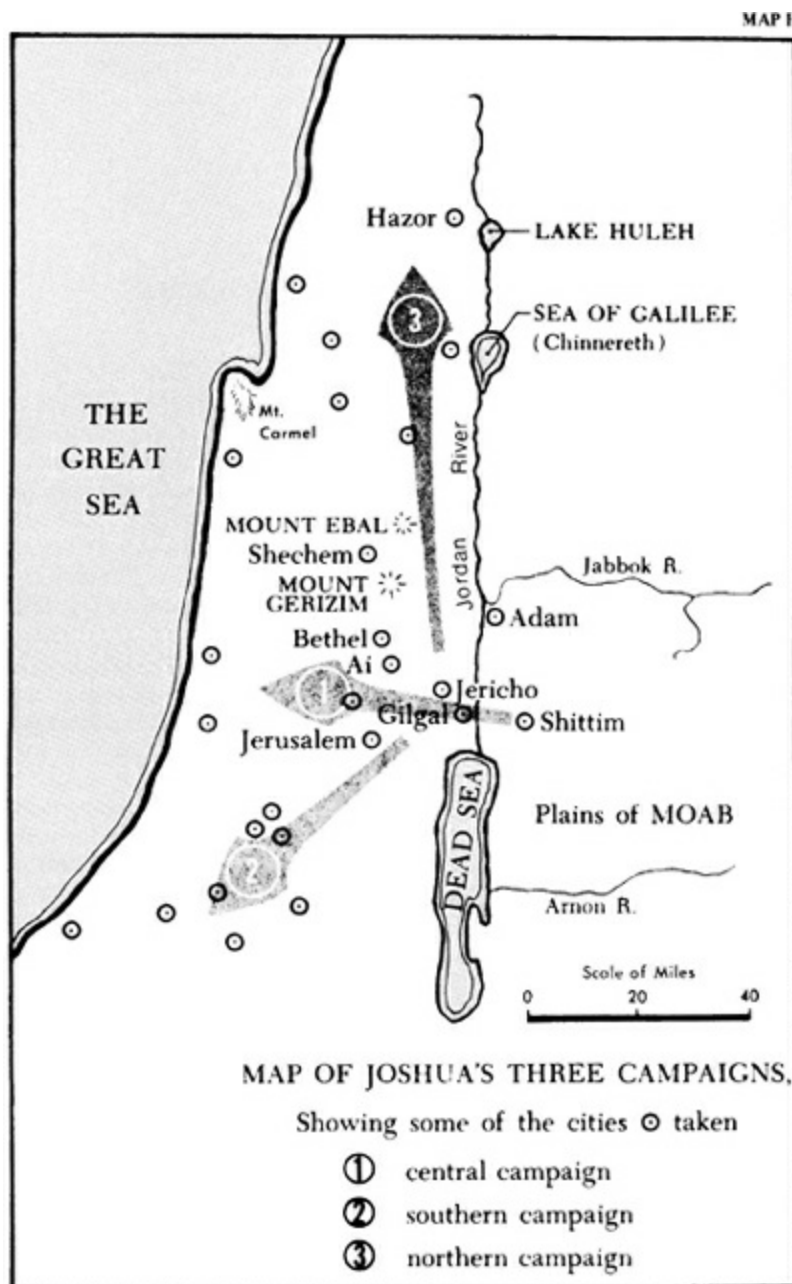 MAP
Hazor
LAKE HULEH
3
SEA OF GALILEE
(Chinnereth)
THE
GREAT
SEA
Mt.
Carmel
Jordan River
MOUNT EBAL
Shechem
Jabbok R.
MOUNT
GERIZIM
Adam
Bethel
Ai
1
Jericho
Gilgal
Shittim
Jerusalem
DEAD SEA
Plains of MOAB
2
Arnon R.
Scale of Miles
0 20 40
MAP OF JOSHUA'S THREE CAMPAIGNS,
Showing some of the cities ⊙ taken
① central campaign
② southern campaign
③ northern campaign